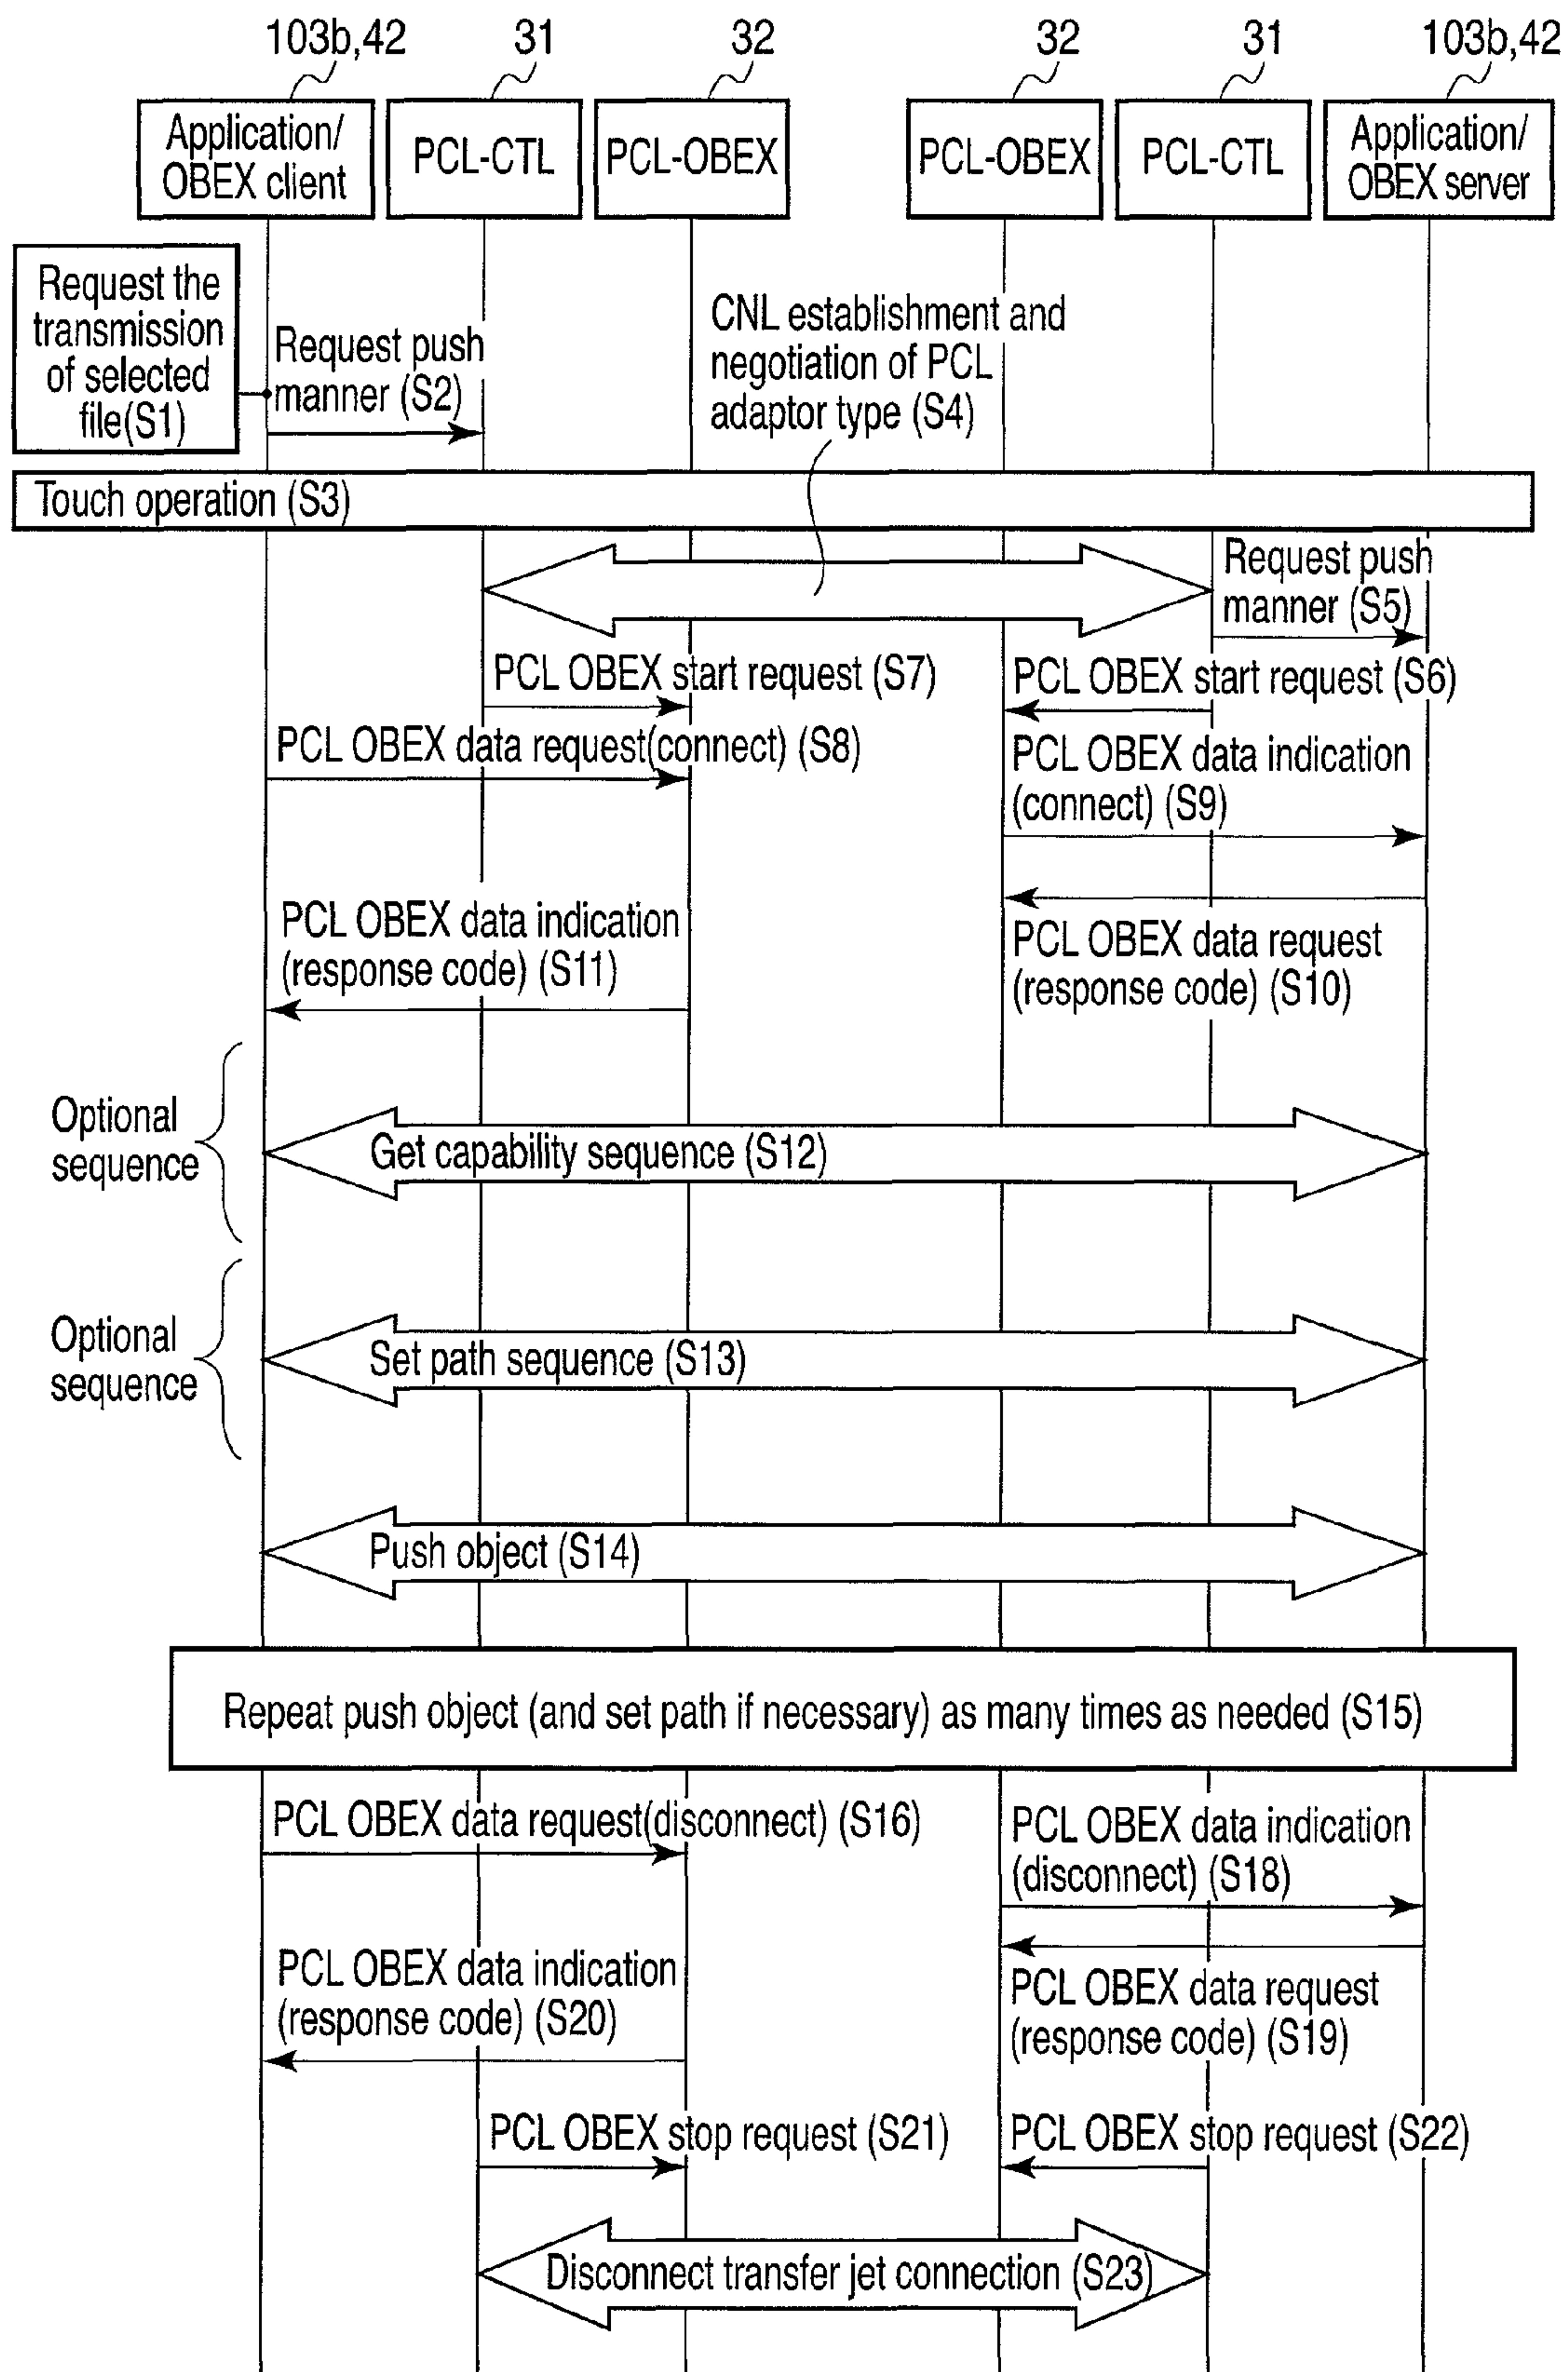 103b,42
31
32
32
31
103b,42
Application/
OBEX client
PCL-CTL
PCL-OBEX
PCL-OBEX
PCL-CTL
Application/
OBEX server
Request the
transmission
of selected
file(S1)
Request push
manner (S2)
CNL establishment and
negotiation of PCL
adaptor type (S4)
Touch operation (S3)
Request push
manner (S5)
PCL OBEX start request (S7)
PCL OBEX start request (S6)
PCL OBEX data request(connect) (S8)
PCL OBEX data indication
(connect) (S9)
PCL OBEX data indication
(response code) (S11)
PCL OBEX data request
(response code) (S10)
Optional
sequence
Get capability sequence (S12)
Optional
sequence
Set path sequence (S13)
Push object (S14)
Repeat push object (and set path if necessary) as many times as needed (S15)
PCL OBEX data request(disconnect) (S16)
PCL OBEX data indication
(disconnect) (S18)
PCL OBEX data indication
(response code) (S20)
PCL OBEX data request
(response code) (S19)
PCL OBEX stop request (S21)
PCL OBEX stop request (S22)
Disconnect transfer jet connection (S23)